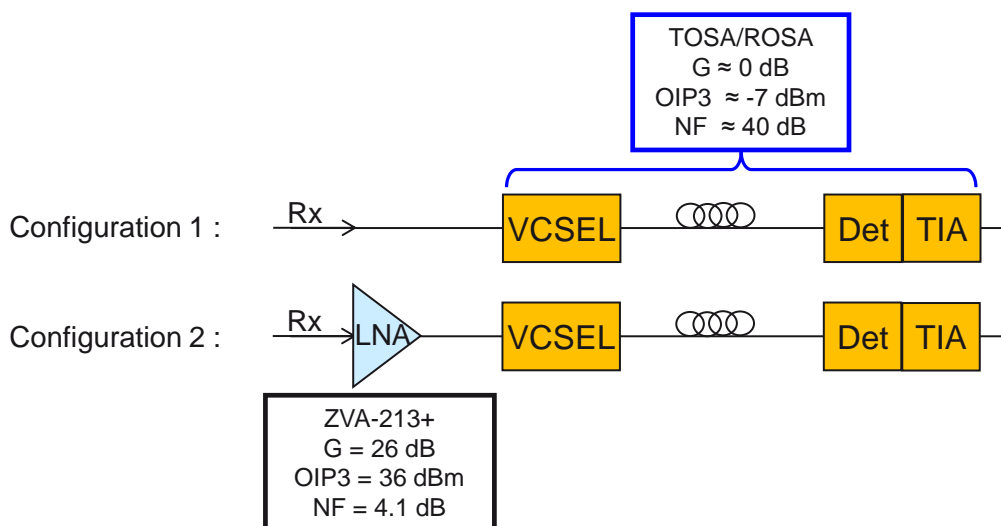 TOSA/ROSA
G ≈ 0 dB
OIP3 ≈ -7 dBm
NF ≈ 40 dB
Configuration 1 :
Rx
VCSEL
Det
TIA
Configuration 2 :
Rx
LNA
VCSEL
Det
TIA
ZVA-213+
G = 26 dB
OIP3 = 36 dBm
NF = 4.1 dB